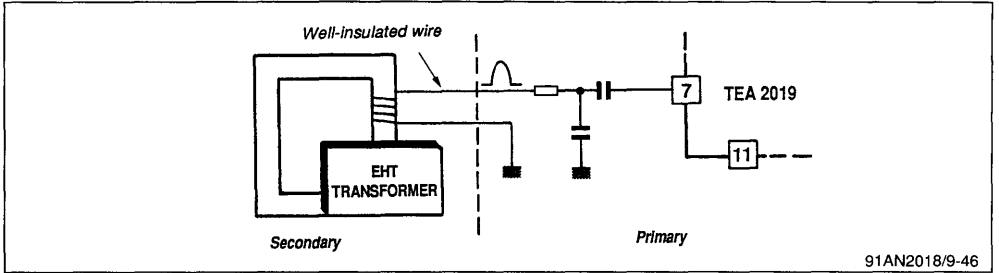 Well-insulated wire
7
TEA 2019
11
EHT
TRANSFORMER
Secondary
Primary
91AN2018/9-46